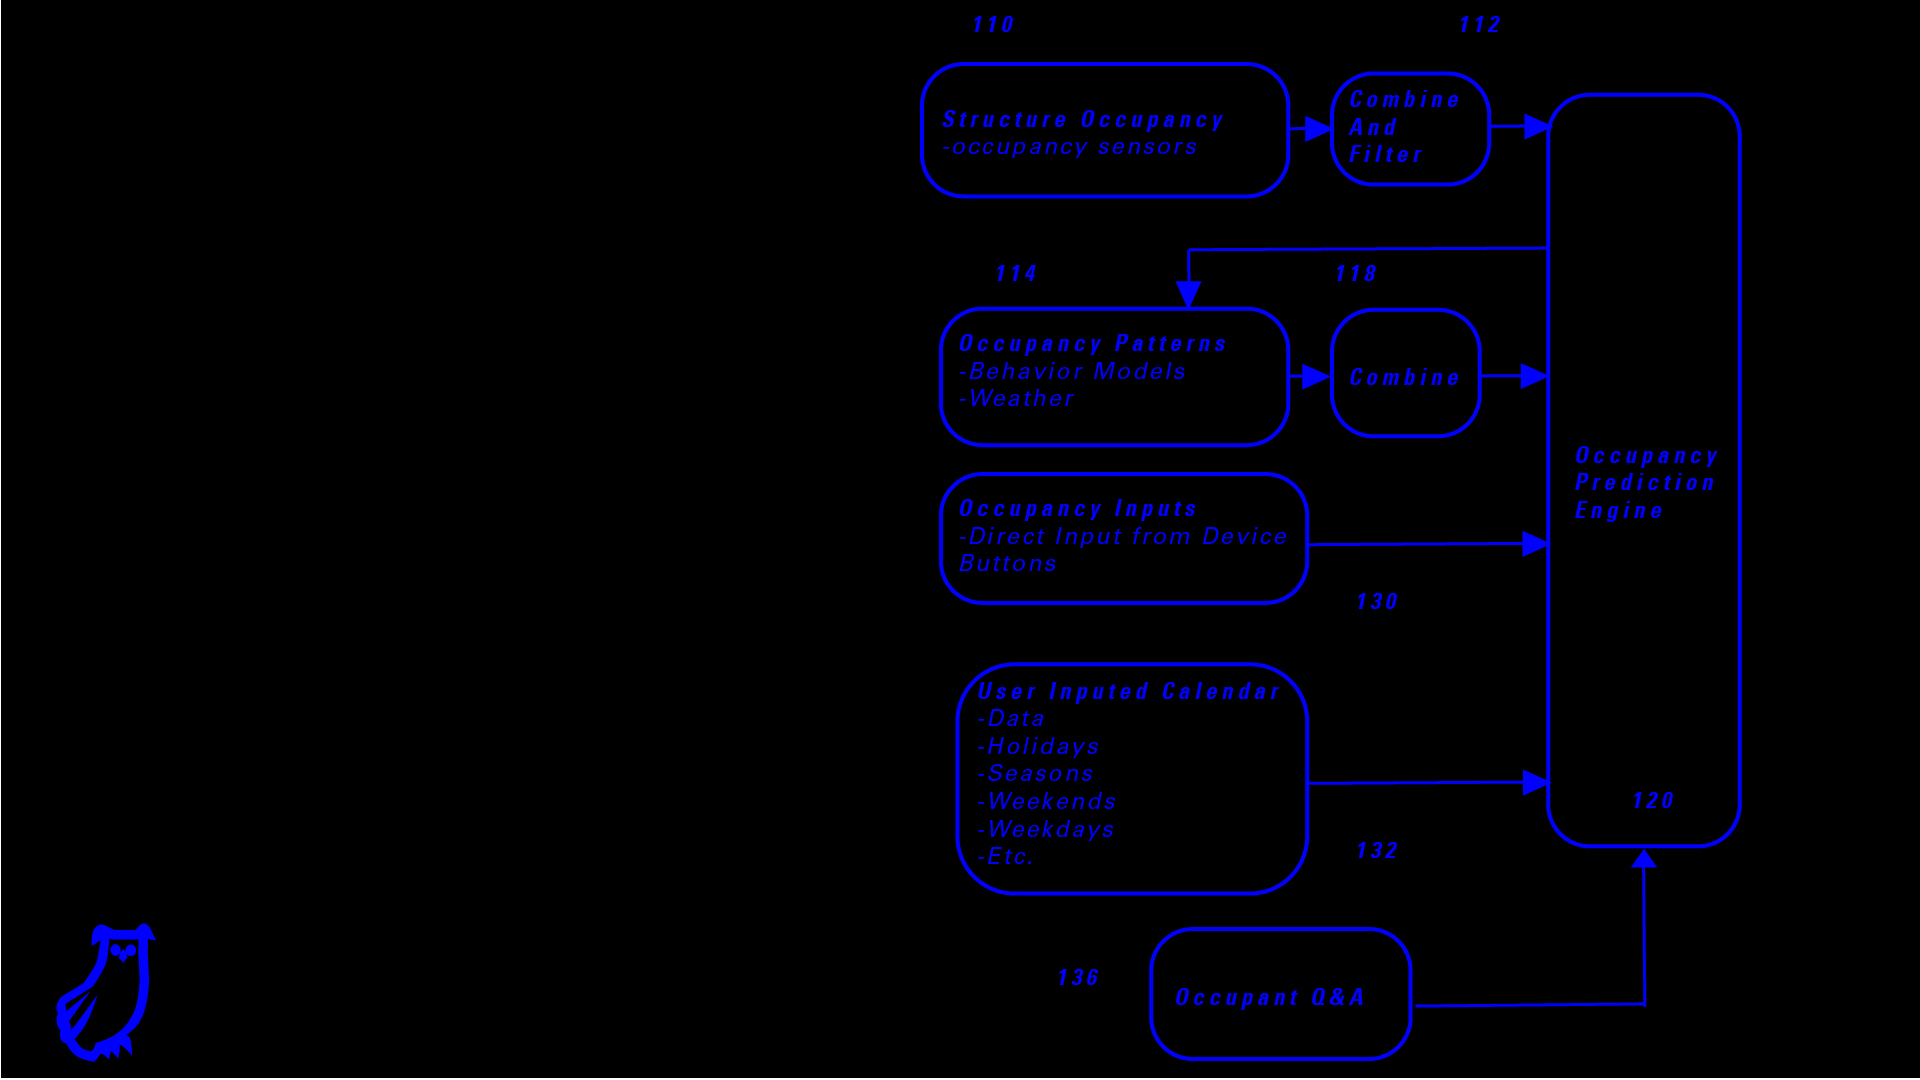 110
112
Structure Occupancy
-occupancy sensors
Combine
And
Filter
114
118
Occupancy Patterns
-Behavior Models
-Weather
Combine
Occupancy
Prediction
Engine
Occupancy Inputs
-Direct Input from Device
Buttons
130
User Inputed Calendar
-Data
-Holidays
-Seasons
-Weekends
-Weekdays
-Etc.
120
132
136
Occupant Q&A